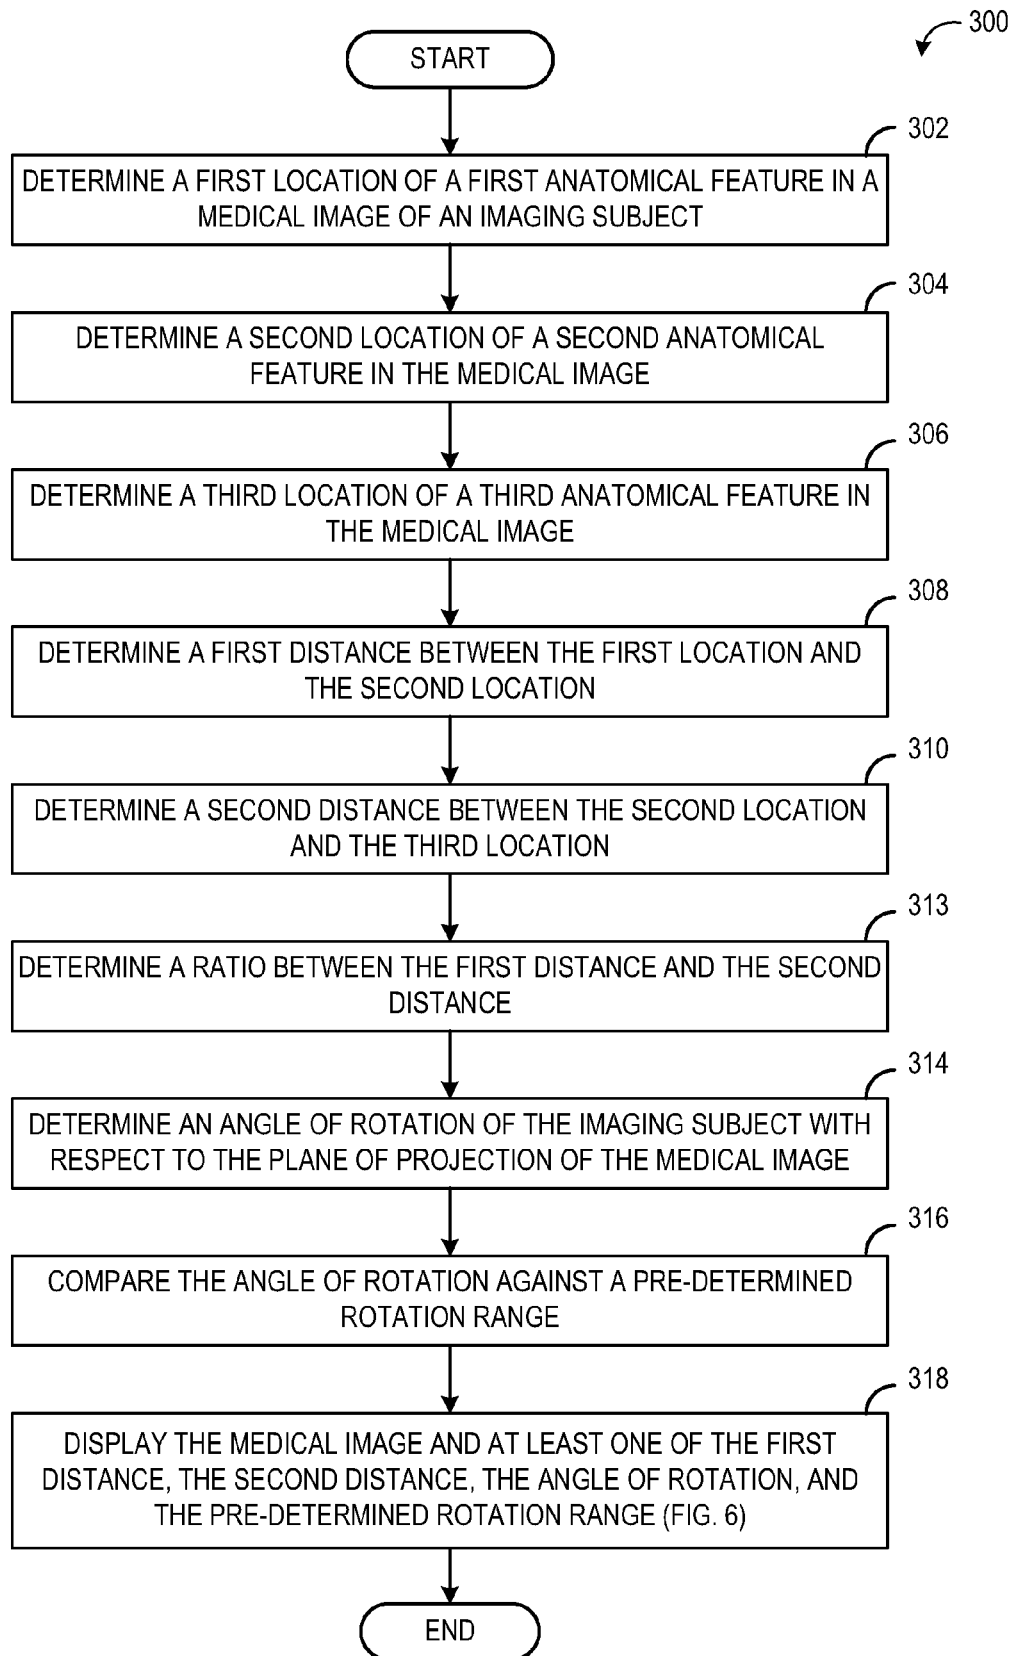 300
START
302
DETERMINE A FIRST LOCATION OF A FIRST ANATOMICAL FEATURE IN A
MEDICAL IMAGE OF AN IMAGING SUBJECT
304
DETERMINE A SECOND LOCATION OF A SECOND ANATOMICAL
FEATURE IN THE MEDICAL IMAGE
306
DETERMINE A THIRD LOCATION OF A THIRD ANATOMICAL FEATURE IN
THE MEDICAL IMAGE
308
DETERMINE A FIRST DISTANCE BETWEEN THE FIRST LOCATION AND
THE SECOND LOCATION
310
DETERMINE A SECOND DISTANCE BETWEEN THE SECOND LOCATION
AND THE THIRD LOCATION
313
DETERMINE A RATIO BETWEEN THE FIRST DISTANCE AND THE SECOND
DISTANCE
314
DETERMINE AN ANGLE OF ROTATION OF THE IMAGING SUBJECT WITH
RESPECT TO THE PLANE OF PROJECTION OF THE MEDICAL IMAGE
316
COMPARE THE ANGLE OF ROTATION AGAINST A PRE-DETERMINED
ROTATION RANGE
318
DISPLAY THE MEDICAL IMAGE AND AT LEAST ONE OF THE FIRST
DISTANCE, THE SECOND DISTANCE, THE ANGLE OF ROTATION, AND
THE PRE-DETERMINED ROTATION RANGE (FIG. 6)
END